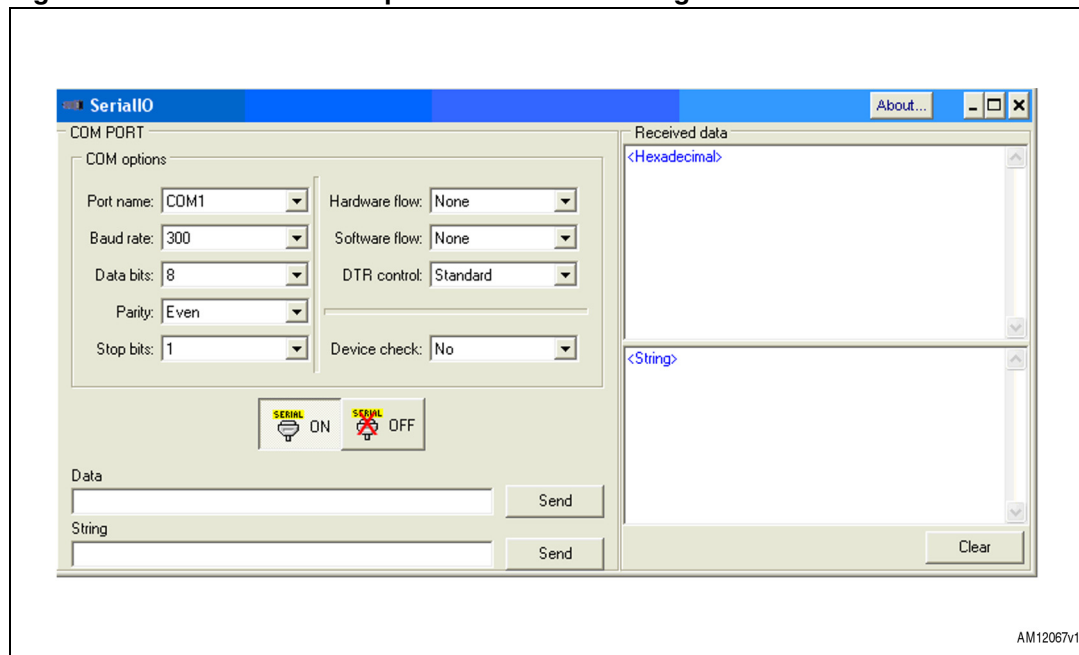 SerialIO About...
COM PORT
COM options
Port name: COM1
Baud rate: 300
Data bits: 8
Parity: Even
Stop bits: 1
Hardware flow: None
Software flow: None
DTR control: Standard
Device check: No
SERIAL ON
SERIAL OFF
Data
Send
String
Send
Received data
<Hexadecimal>
<String>
Clear
AM12067v1